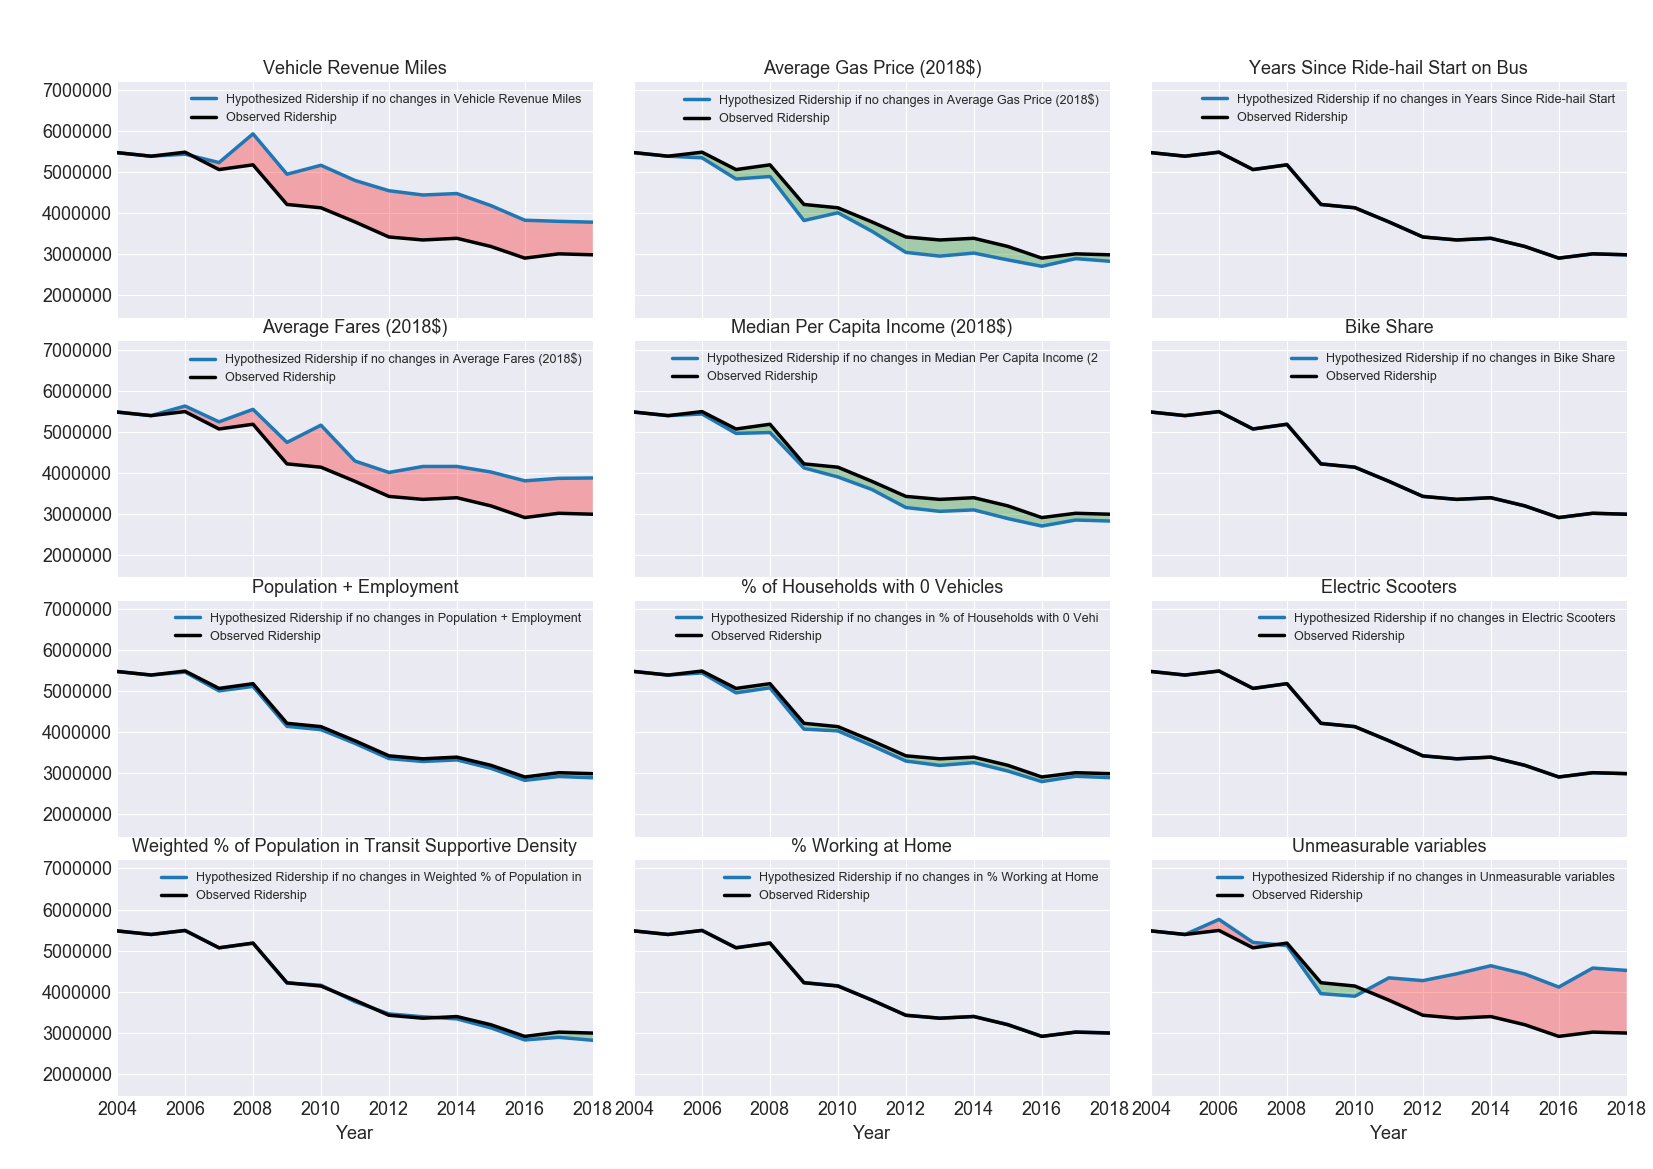 Vehicle Revenue Miles
7000000
6000000
5000000
4000000
3000000
2000000
Hypothesized Ridership if no changes in Vehicle Revenue Miles
Observed Ridership
Average Gas Price (2018$)
Hypothesized Ridership if no changes in Average Gas Price (2018$)
Observed Ridership
Years Since Ride-hail Start on Bus
Hypothesized Ridership if no changes in Years Since Ride-hail Start
Observed Ridership
Average Fares (2018$)
7000000
6000000
5000000
4000000
3000000
2000000
Hypothesized Ridership if no changes in Average Fares (2018$)
Observed Ridership
Median Per Capita Income (2018$)
Hypothesized Ridership if no changes in Median Per Capita Income (2
Observed Ridership
Bike Share
Hypothesized Ridership if no changes in Bike Share
Observed Ridership
Population + Employment
7000000
6000000
5000000
4000000
3000000
2000000
Hypothesized Ridership if no changes in Population + Employment
Observed Ridership
% of Households with 0 Vehicles
Hypothesized Ridership if no changes in % of Households with 0 Vehi
Observed Ridership
Electric Scooters
Hypothesized Ridership if no changes in Electric Scooters
Observed Ridership
Weighted % of Population in Transit Supportive Density
7000000
6000000
5000000
4000000
3000000
2000000
Hypothesized Ridership if no changes in Weighted % of Population in
Observed Ridership
2004 2006 2008 2010 2012 2014 2016 2018
Year
% Working at Home
Hypothesized Ridership if no changes in % Working at Home
Observed Ridership
2004 2006 2008 2010 2012 2014 2016 2018
Year
Unmeasurable variables
Hypothesized Ridership if no changes in Unmeasurable variables
Observed Ridership
2004 2006 2008 2010 2012 2014 2016 2018
Year